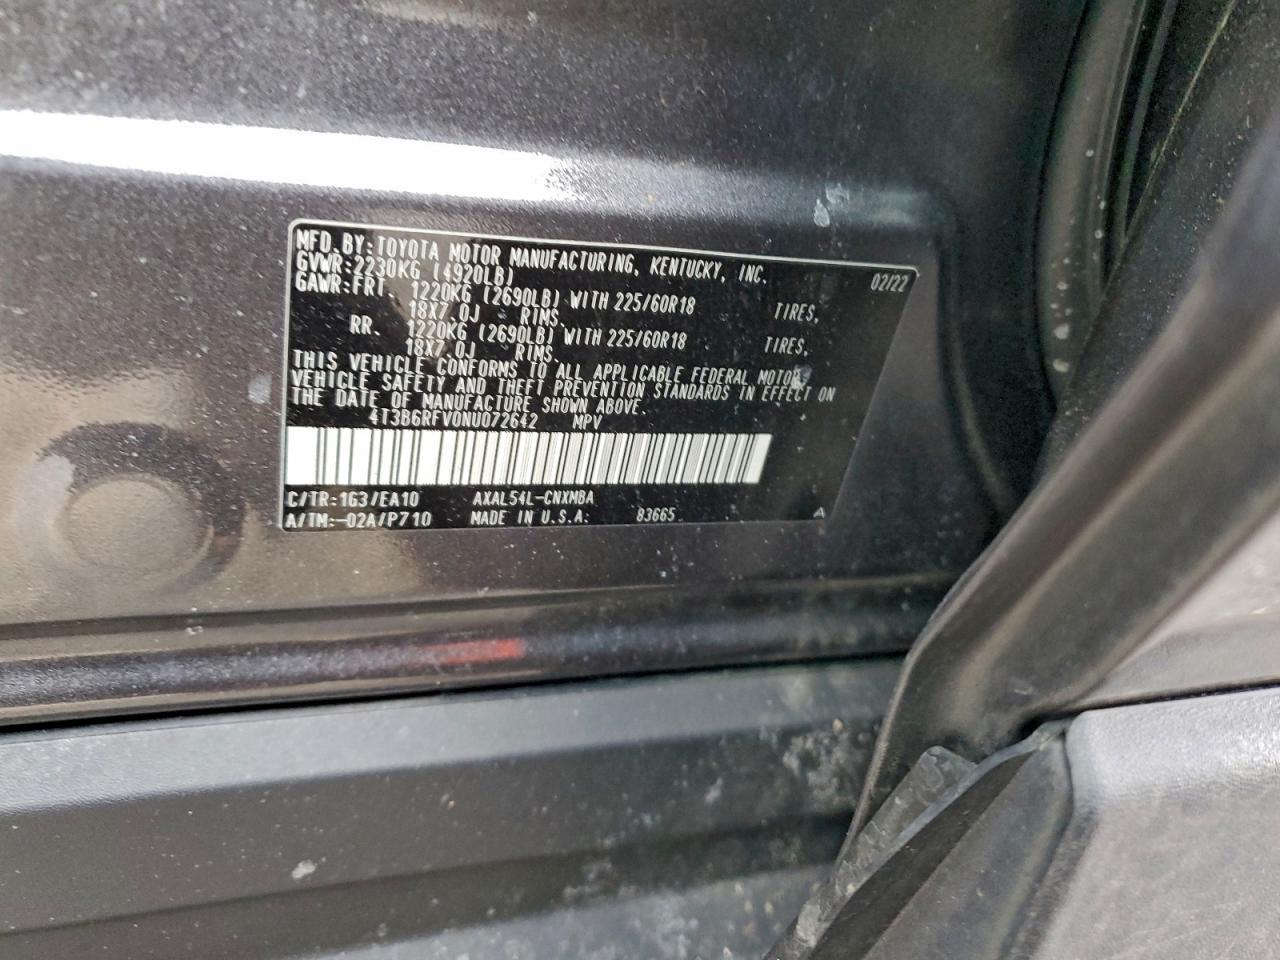 MFD. BY: TOYOTA MOTOR MANUFACTURING, KENTUCKY, INC. 02/22
GVWR: 2230KG (4920LB)
GAWR: FRT. 1220KG (2690LB) WITH 225/60R18 TIRES,
18X7.0J RIMS.
RR. 1220KG (2690LB) WITH 225/60R18 TIRES,
18X7.0J RIMS.
THIS VEHICLE CONFORMS TO ALL APPLICABLE FEDERAL MOTOR
VEHICLE SAFETY AND THEFT PREVENTION STANDARDS IN EFFECT ON
THE DATE OF MANUFACTURE SHOWN ABOVE.
4T3B6RFV0NU072642 MPV
C/TR: 1G3/EA10 AXAL54L-CNXMBA
A/TM: -02A/P710 MADE IN U.S.A. 83665 A